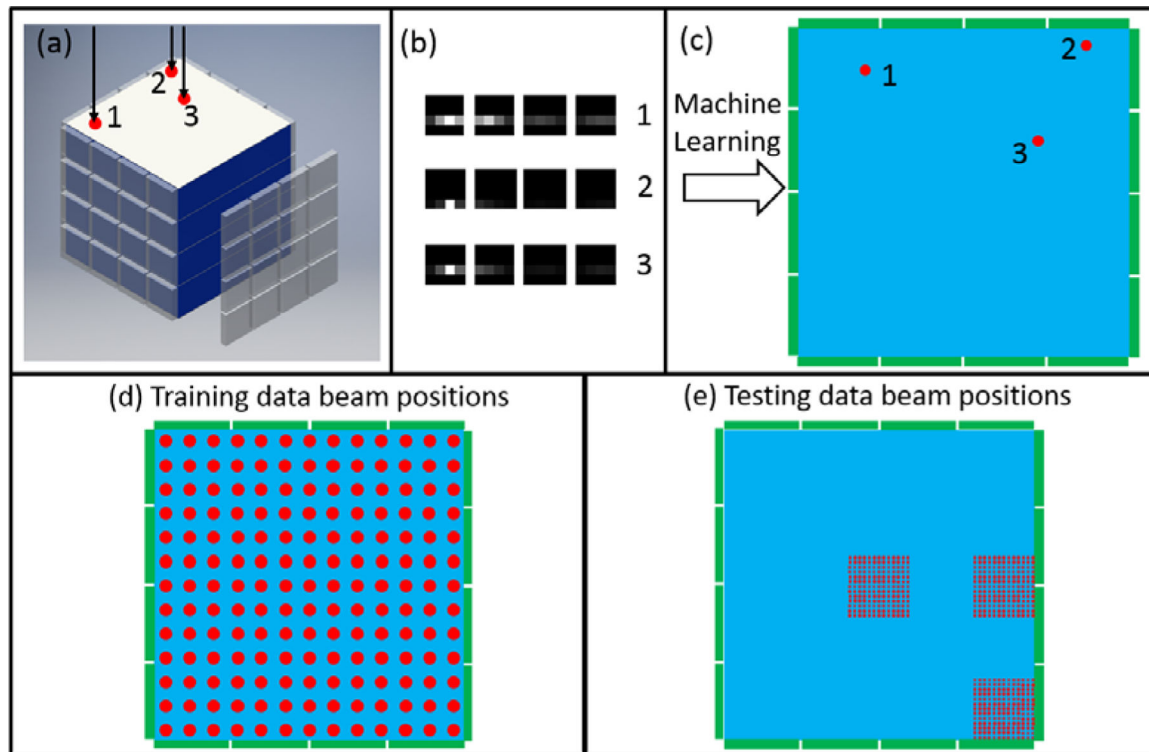 (a)
1
2
3
(b)
1
2
3
Machine
Learning
(c)
1
2
3
(d) Training data beam positions
(e) Testing data beam positions